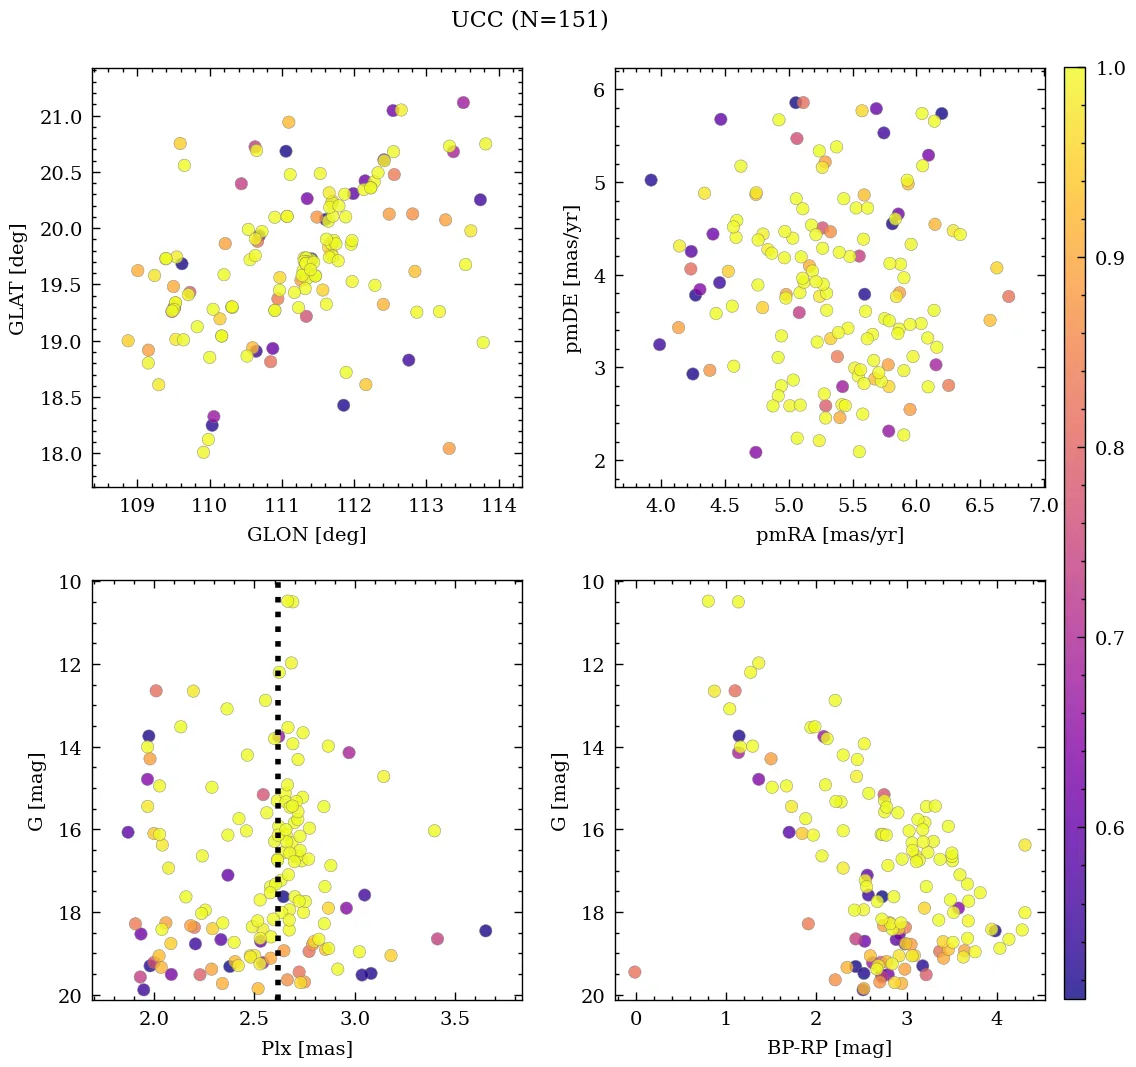 UCC (N=151)
21.0
20.5
20.0
19.5
19.0
18.5
18.0
GLAT [deg]
109 110 111 112 113 114
GLON [deg]
6
5
4
3
2
pmDE [mas/yr]
4.0 4.5 5.0 5.5 6.0 6.5 7.0
pmRA [mas/yr]
1.0
0.9
0.8
0.7
0.6
10
12
14
16
18
20
G [mag]
2.0 2.5 3.0 3.5
Plx [mas]
10
12
14
16
18
20
G [mag]
0 1 2 3 4
BP-RP [mag]